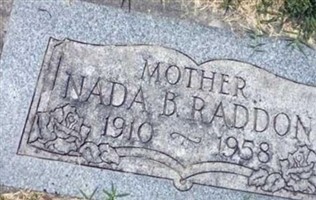 MOTHER
NADA B. RADDON
1910 ~ 1958